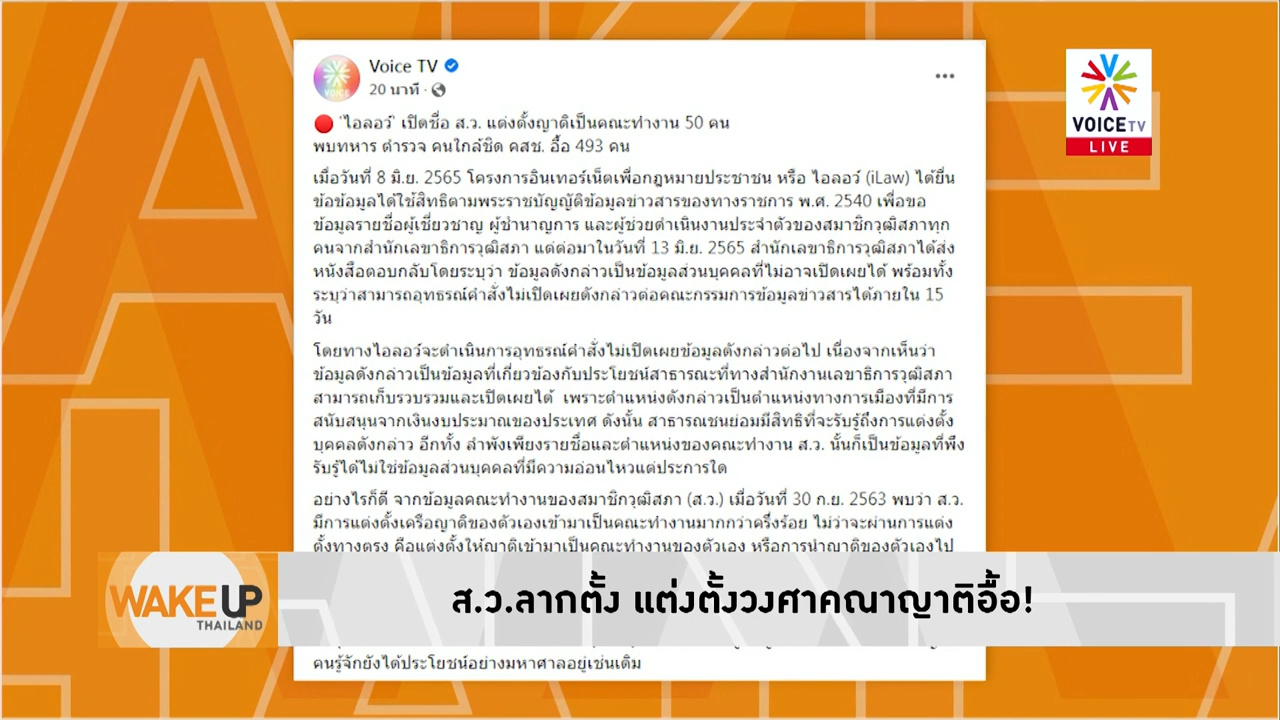 Voice TV
20 นาที ·
VOICE
VOICE TV
LIVE
'ไอลอว์' เปิดชื่อ ส.ว. แต่งตั้งญาติเป็นคณะทำงาน 50 คน
พบทหาร ตำรวจ คนใกล้ชิด คสช. อื้อ 493 คน
เมื่อวันที่ 8 มิ.ย. 2565 โครงการอินเทอร์เน็ตเพื่อกฎหมายประชาชน หรือ ไอลอว์ (iLaw) ได้ยื่น
ข้อข้อมูลได้ใช้สิทธิตามพระราชบัญญัติข้อมูลข่าวสารของทางราชการ พ.ศ. 2540 เพื่อขอ
ข้อมูลรายชื่อผู้เชี่ยวชาญ ผู้ชำนาญการ และผู้ช่วยดำเนินงานประจำตัวของสมาชิกวุฒิสภาทุก
คนจากสำนักเลขาธิการวุฒิสภา แต่ต่อมาในวันที่ 13 มิ.ย. 2565 สำนักเลขาธิการวุฒิสภาได้ส่ง
หนังสือตอบกลับโดยระบุว่า ข้อมูลดังกล่าวเป็นข้อมูลส่วนบุคคลที่ไม่อาจเปิดเผยได้ พร้อมทั้ง
ระบุว่าสามารถอุทธรณ์คำสั่งไม่เปิดเผยดังกล่าวต่อคณะกรรมการข้อมูลข่าวสารได้ภายใน 15
วัน
โดยทางไอลอว์จะดำเนินการอุทธรณ์คำสั่งไม่เปิดเผยข้อมูลดังกล่าวต่อไป เนื่องจากเห็นว่า
ข้อมูลดังกล่าวเป็นข้อมูลที่เกี่ยวข้องกับประโยชน์สาธารณะที่ทางสำนักงานเลขาธิการวุฒิสภา
สามารถเก็บรวบรวมและเปิดเผยได้ เพราะตำแหน่งดังกล่าวเป็นตำแหน่งทางการเมืองที่มีการ
สนับสนุนจากเงินงบประมาณของประเทศ ดังนั้น สาธารณชนย่อมมีสิทธิที่จะรับรู้ถึงการแต่งตั้ง
บุคคลดังกล่าว อีกทั้ง ลำพังเพียงรายชื่อและตำแหน่งของคณะทำงาน ส.ว. นั้นก็เป็นข้อมูลที่พึง
รับรู้ได้ไม่ใช่ข้อมูลส่วนบุคคลที่มีความอ่อนไหวแต่ประการใด
อย่างไรก็ดี จากข้อมูลคณะทำงานของสมาชิกวุฒิสภา (ส.ว.) เมื่อวันที่ 30 ก.ย. 2563 พบว่า ส.ว.
มีการแต่งตั้งเครือญาติของตัวเองเข้ามาเป็นคณะทำงานมากกว่าครึ่งร้อย ไม่ว่าจะผ่านการแต่ง
ตั้งทางตรง คือแต่งตั้งให้ญาติเข้ามาเป็นคณะทำงานของตัวเอง หรือการนำญาติของตัวเองไป
WAKE UP
THAILAND
ส.ว.ลากตั้ง แต่งตั้งวงศาคณาญาติอื้อ!
คนรู้จักยังได้ประโยชน์อย่างมหาศาลอยู่เช่นเดิม